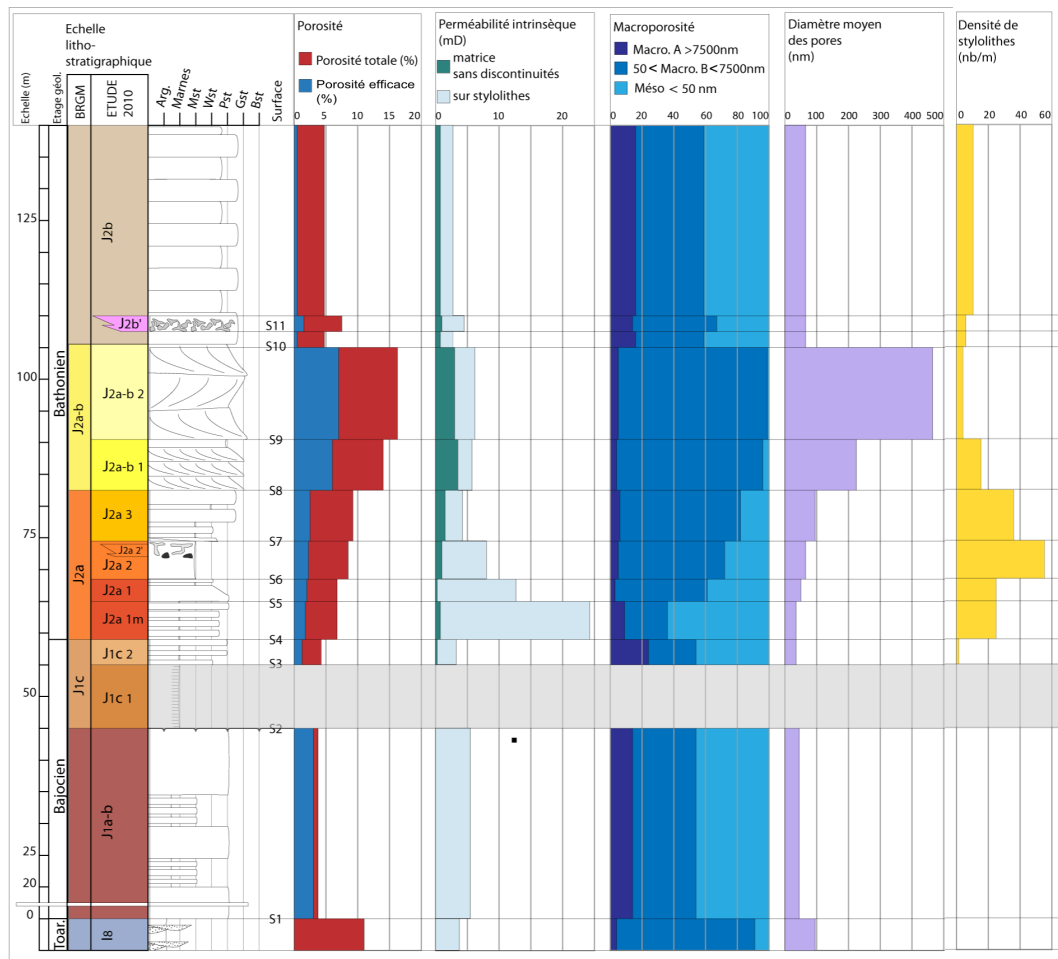 Echelle
litho-
stratigraphique
Echelle (m)
Etage géol.
BRGM
ETUDE
2010
Arg.
Marnes
Mst
Wst
Pst
Gst
Bst
Surface
Porosité
Porosité totale (%)
Porosité efficace
(%)
0 5 10 15 20
Perméabilité intrinsèque
(mD)
matrice
sans discontinuités
sur stylolithes
0 10 20
Macroporosité
Macro. A >7500nm
50 < Macro. B< 7500nm
Méso < 50 nm
0 20 40 60 80 100
Diamètre moyen
des pores
(nm)
0 100 200 300 400 500
Densité de
stylolithes
(nb/m)
0 20 40 60
125
100
75
50
25
20
0
Bathonien
Bajocien
Toar.
J2a-b
J2a
J1c
J2b
J2b'
S11
S10
J2a-b 2
S9
J2a-b 1
S8
J2a 3
S7
J2a 2'
J2a 2
S6
J2a 1
S5
J2a 1m
S4
J1c 2
S3
J1c 1
S2
J1a-b
S1
I8